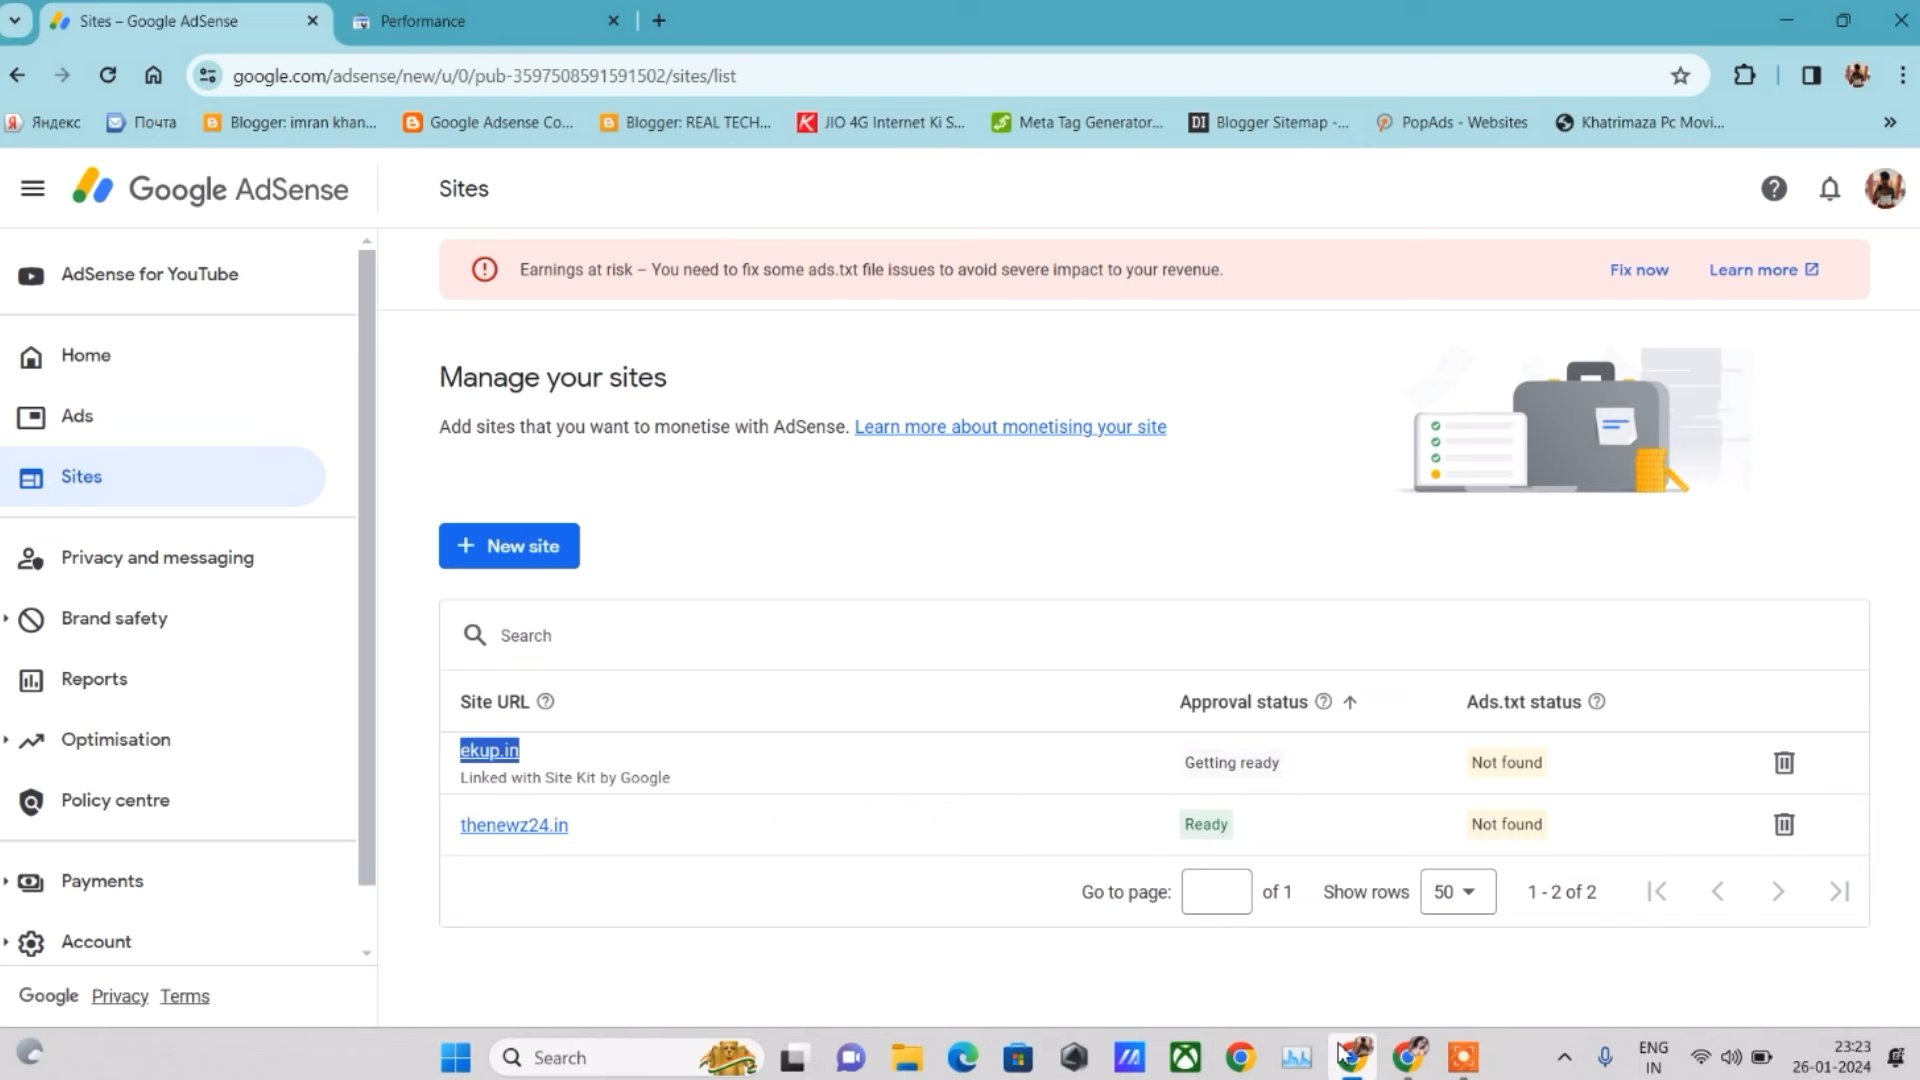 Sites – Google AdSense
Performance
google.com/adsense/new/u/0/pub-3597508591591502/sites/list
Яндекс
Почта
Blogger: imran khan...
Google Adsense Co...
Blogger: REAL TECH...
JIO 4G Internet Ki S...
Meta Tag Generator...
Blogger Sitemap -...
PopAds - Websites
Khatrimaza Pc Movi...
Google AdSense
Sites
AdSense for YouTube
Home
Ads
Sites
Privacy and messaging
Brand safety
Reports
Optimisation
Policy centre
Payments
Account
Google Privacy Terms
Earnings at risk – You need to fix some ads.txt file issues to avoid severe impact to your revenue.
Fix now
Learn more
Manage your sites
Add sites that you want to monetise with AdSense. Learn more about monetising your site
+ New site
Search
Site URL
Approval status
Ads.txt status
ekup.in
Linked with Site Kit by Google
Getting ready
Not found
thenewz24.in
Ready
Not found
Go to page: of 1 Show rows 50 1 - 2 of 2
Search
ENG
IN
23:23
26-01-2024